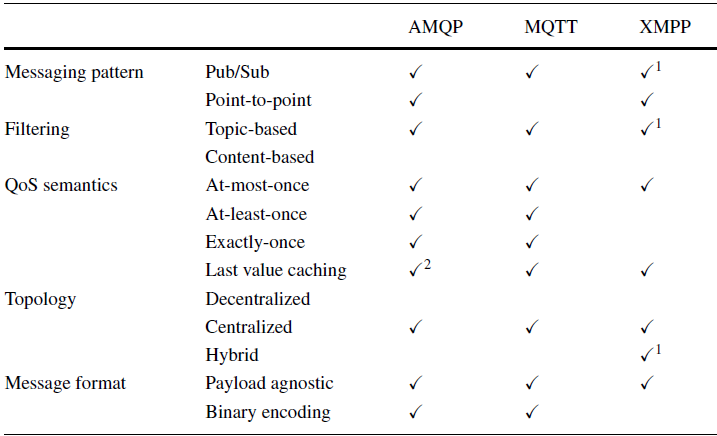 AMQP MQTT XMPP
Messaging pattern Pub/Sub ✓ ✓ ✓1
Point-to-point ✓ ✓
Filtering Topic-based ✓ ✓ ✓1
Content-based
QoS semantics At-most-once ✓ ✓ ✓
At-least-once ✓ ✓
Exactly-once ✓ ✓
Last value caching ✓2 ✓ ✓
Topology Decentralized
Centralized ✓ ✓ ✓
Hybrid ✓1
Message format Payload agnostic ✓ ✓ ✓
Binary encoding ✓ ✓